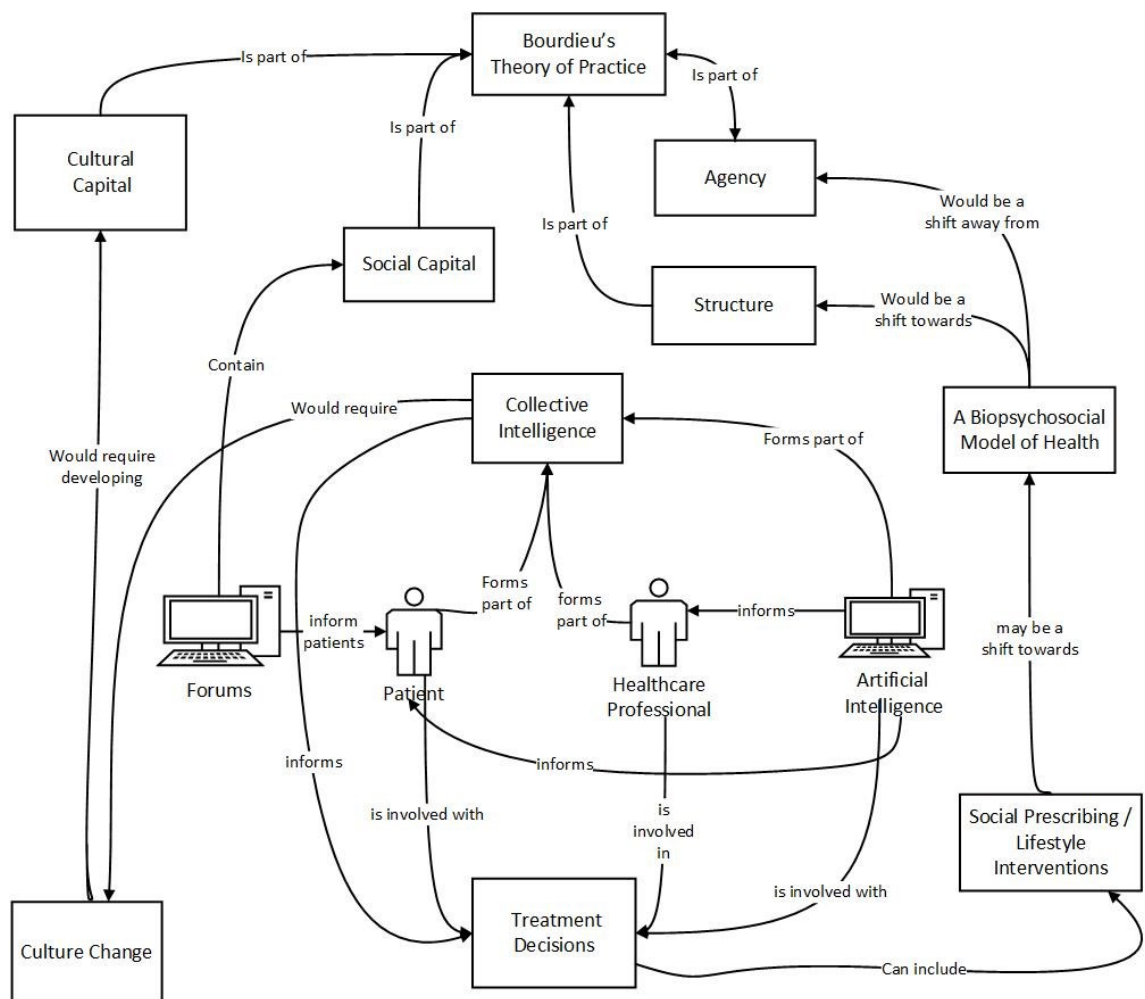 Bourdieu's
Theory of Practice
Is part of
Is part of
Is part of
Cultural
Capital
Agency
Would be a
shift away from
Is part of
Social Capital
Structure
Would be a
shift towards
Contain
Would require
Collective
Intelligence
Forms part of
A Biopsychosocial
Model of Health
Would require
developing
Forms
part of
forms
part of
inform
patients
informs
may be a
shift towards
Forums
Patient
Healthcare
Professional
Artificial
Intelligence
informs
informs
is involved with
is
involved
in
Social Prescribing /
Lifestyle
Interventions
is involved with
Treatment
Decisions
Culture Change
Can include